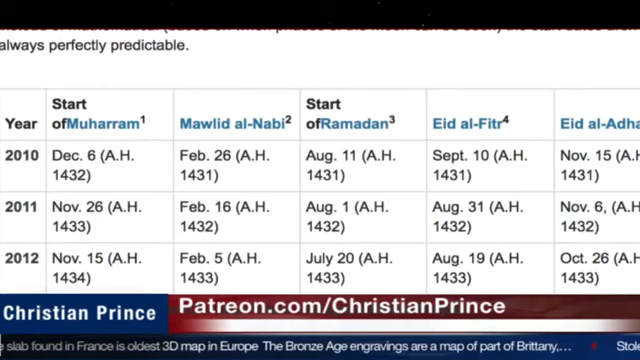 always perfectly predictable.
Year Start ofMuharram1 Mawlid al-Nabi2 Start ofRamadan3 Eid al-Fitr4 Eid al-Adha
2010 Dec. 6 (A.H. 1432) Feb. 26 (A.H. 1431) Aug. 11 (A.H. 1431) Sept. 10 (A.H. 1431) Nov. 15 (A.H. 1431)
2011 Nov. 26 (A.H. 1433) Feb. 16 (A.H. 1432) Aug. 1 (A.H. 1432) Aug. 31 (A.H. 1432) Nov. 6, (A.H. 1432)
2012 Nov. 15 (A.H. 1434) Feb. 5 (A.H. 1433) July 20 (A.H. 1433) Aug. 19 (A.H. 1433) Oct. 26 (A.H. 1433)
Christian Prince
Patreon.com/ChristianPrince
slab found in France is oldest 3D map in Europe The Bronze Age engravings are a map of part of Brittany,... Stole